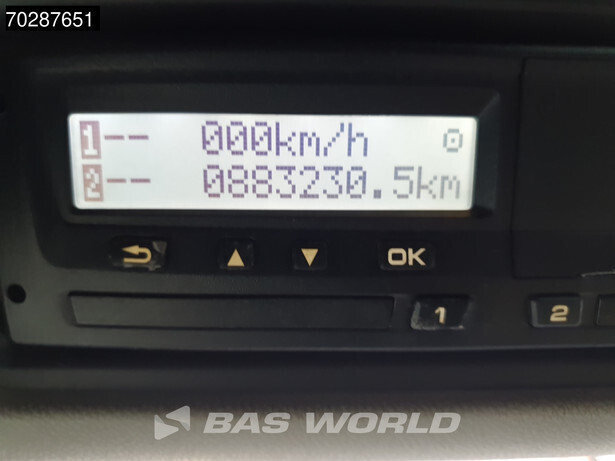 70287651
1-- 000km/h o
2-- 0883230.5km
OK
1 2
BAS WORLD